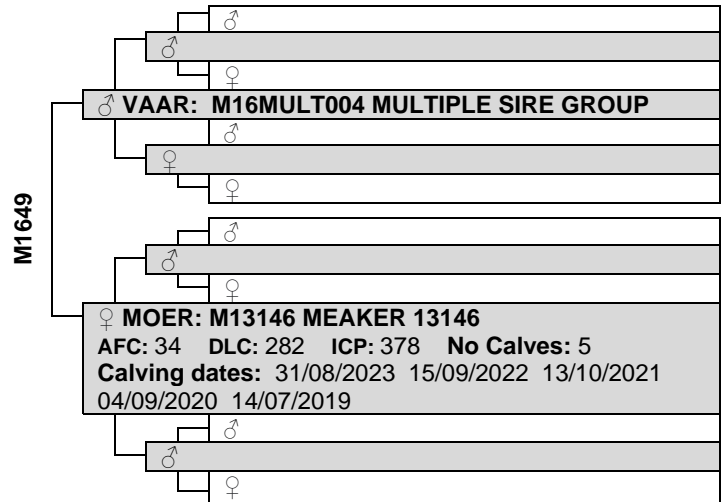 ♂
♂
♀
♂ VAAR: M16MULT004 MULTIPLE SIRE GROUP
♂
♀
♀
M1649
♂
♂
♀
♀ MOER: M13146 MEAKER 13146
AFC: 34 DLC: 282 ICP: 378 No Calves: 5
Calving dates: 31/08/2023 15/09/2022 13/10/2021
04/09/2020 14/07/2019
♂
♂
♀